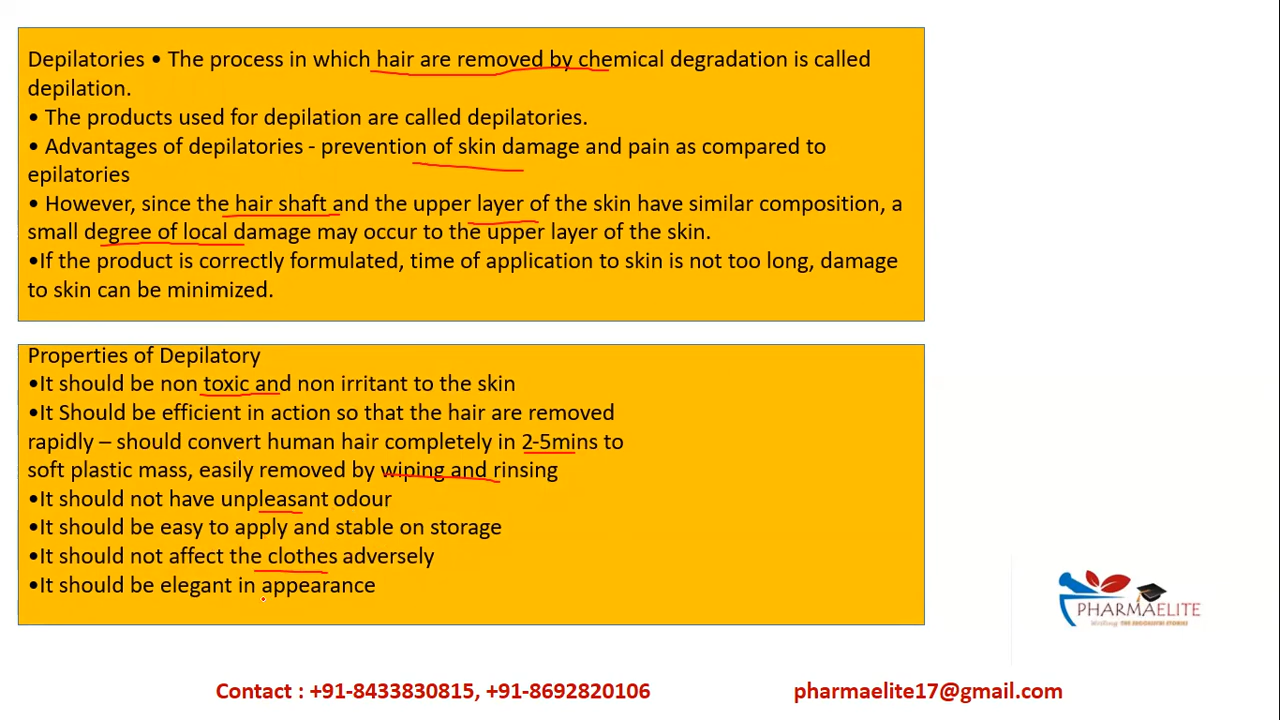 Depilatories • The process in which hair are removed by chemical degradation is called
depilation.
• The products used for depilation are called depilatories.
• Advantages of depilatories - prevention of skin damage and pain as compared to
epilatories
• However, since the hair shaft and the upper layer of the skin have similar composition, a
small degree of local damage may occur to the upper layer of the skin.
•If the product is correctly formulated, time of application to skin is not too long, damage
to skin can be minimized.
Properties of Depilatory
•It should be non toxic and non irritant to the skin
•It Should be efficient in action so that the hair are removed
rapidly – should convert human hair completely in 2-5mins to
soft plastic mass, easily removed by wiping and rinsing
•It should not have unpleasant odour
•It should be easy to apply and stable on storage
•It should not affect the clothes adversely
•It should be elegant in appearance
PHARMAELITE
Contact : +91-8433830815, +91-8692820106 pharmaelite17@gmail.com